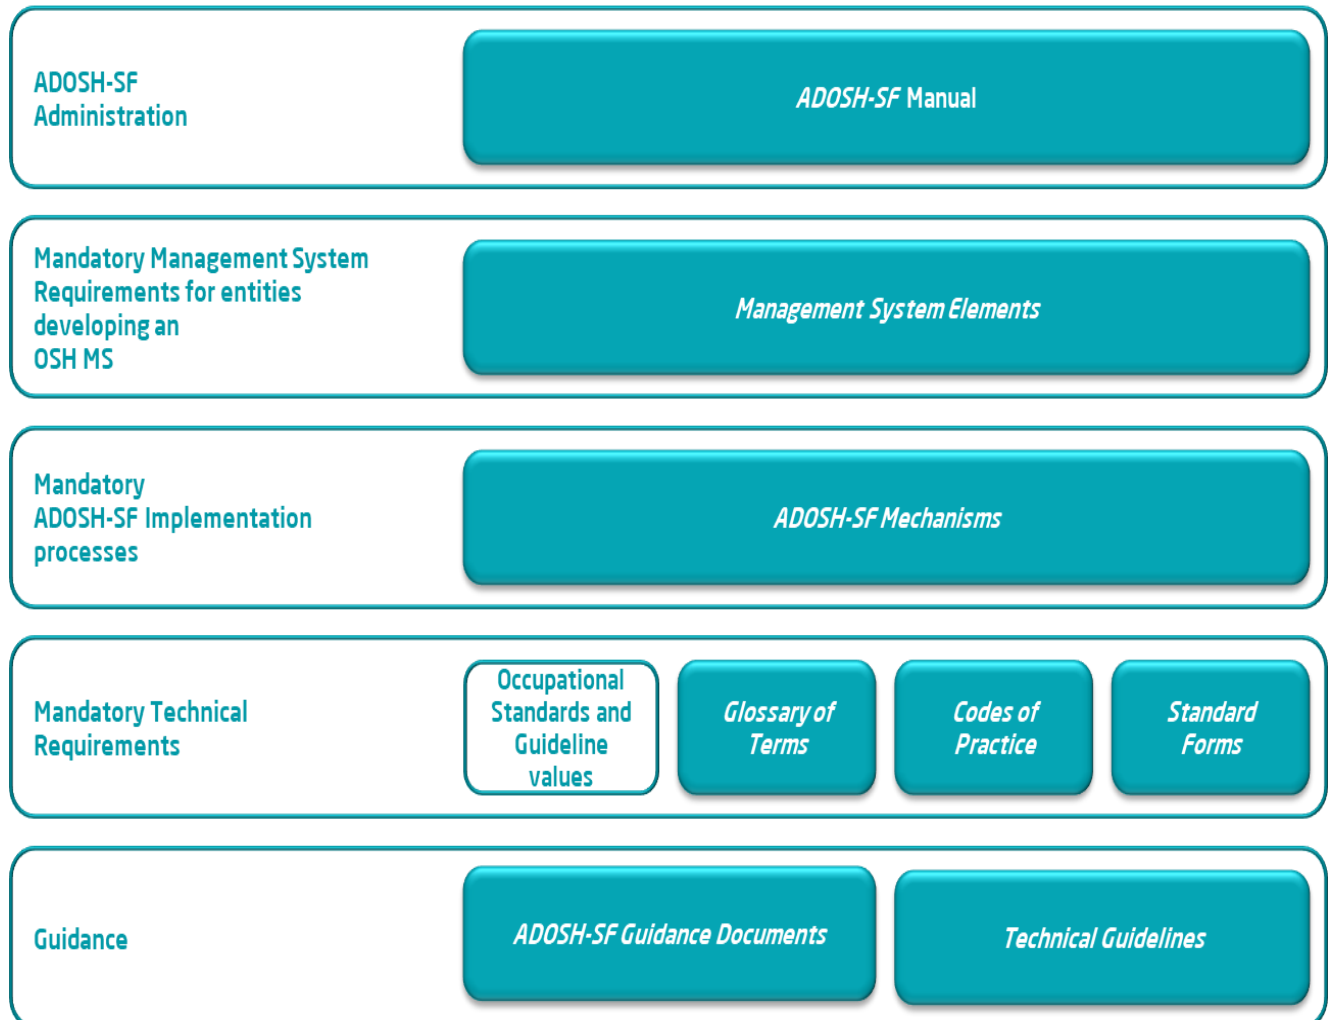 ADOSH-SF
Administration
ADOSH-SF Manual
Mandatory Management System
Requirements for entities
developing an
OSH MS
Management System Elements
Mandatory
ADOSH-SF Implementation
processes
ADOSH-SF Mechanisms
Mandatory Technical
Requirements
Occupational
Standards and
Guideline
values
Glossary of
Terms
Codes of
Practice
Standard
Forms
Guidance
ADOSH-SF Guidance Documents
Technical Guidelines